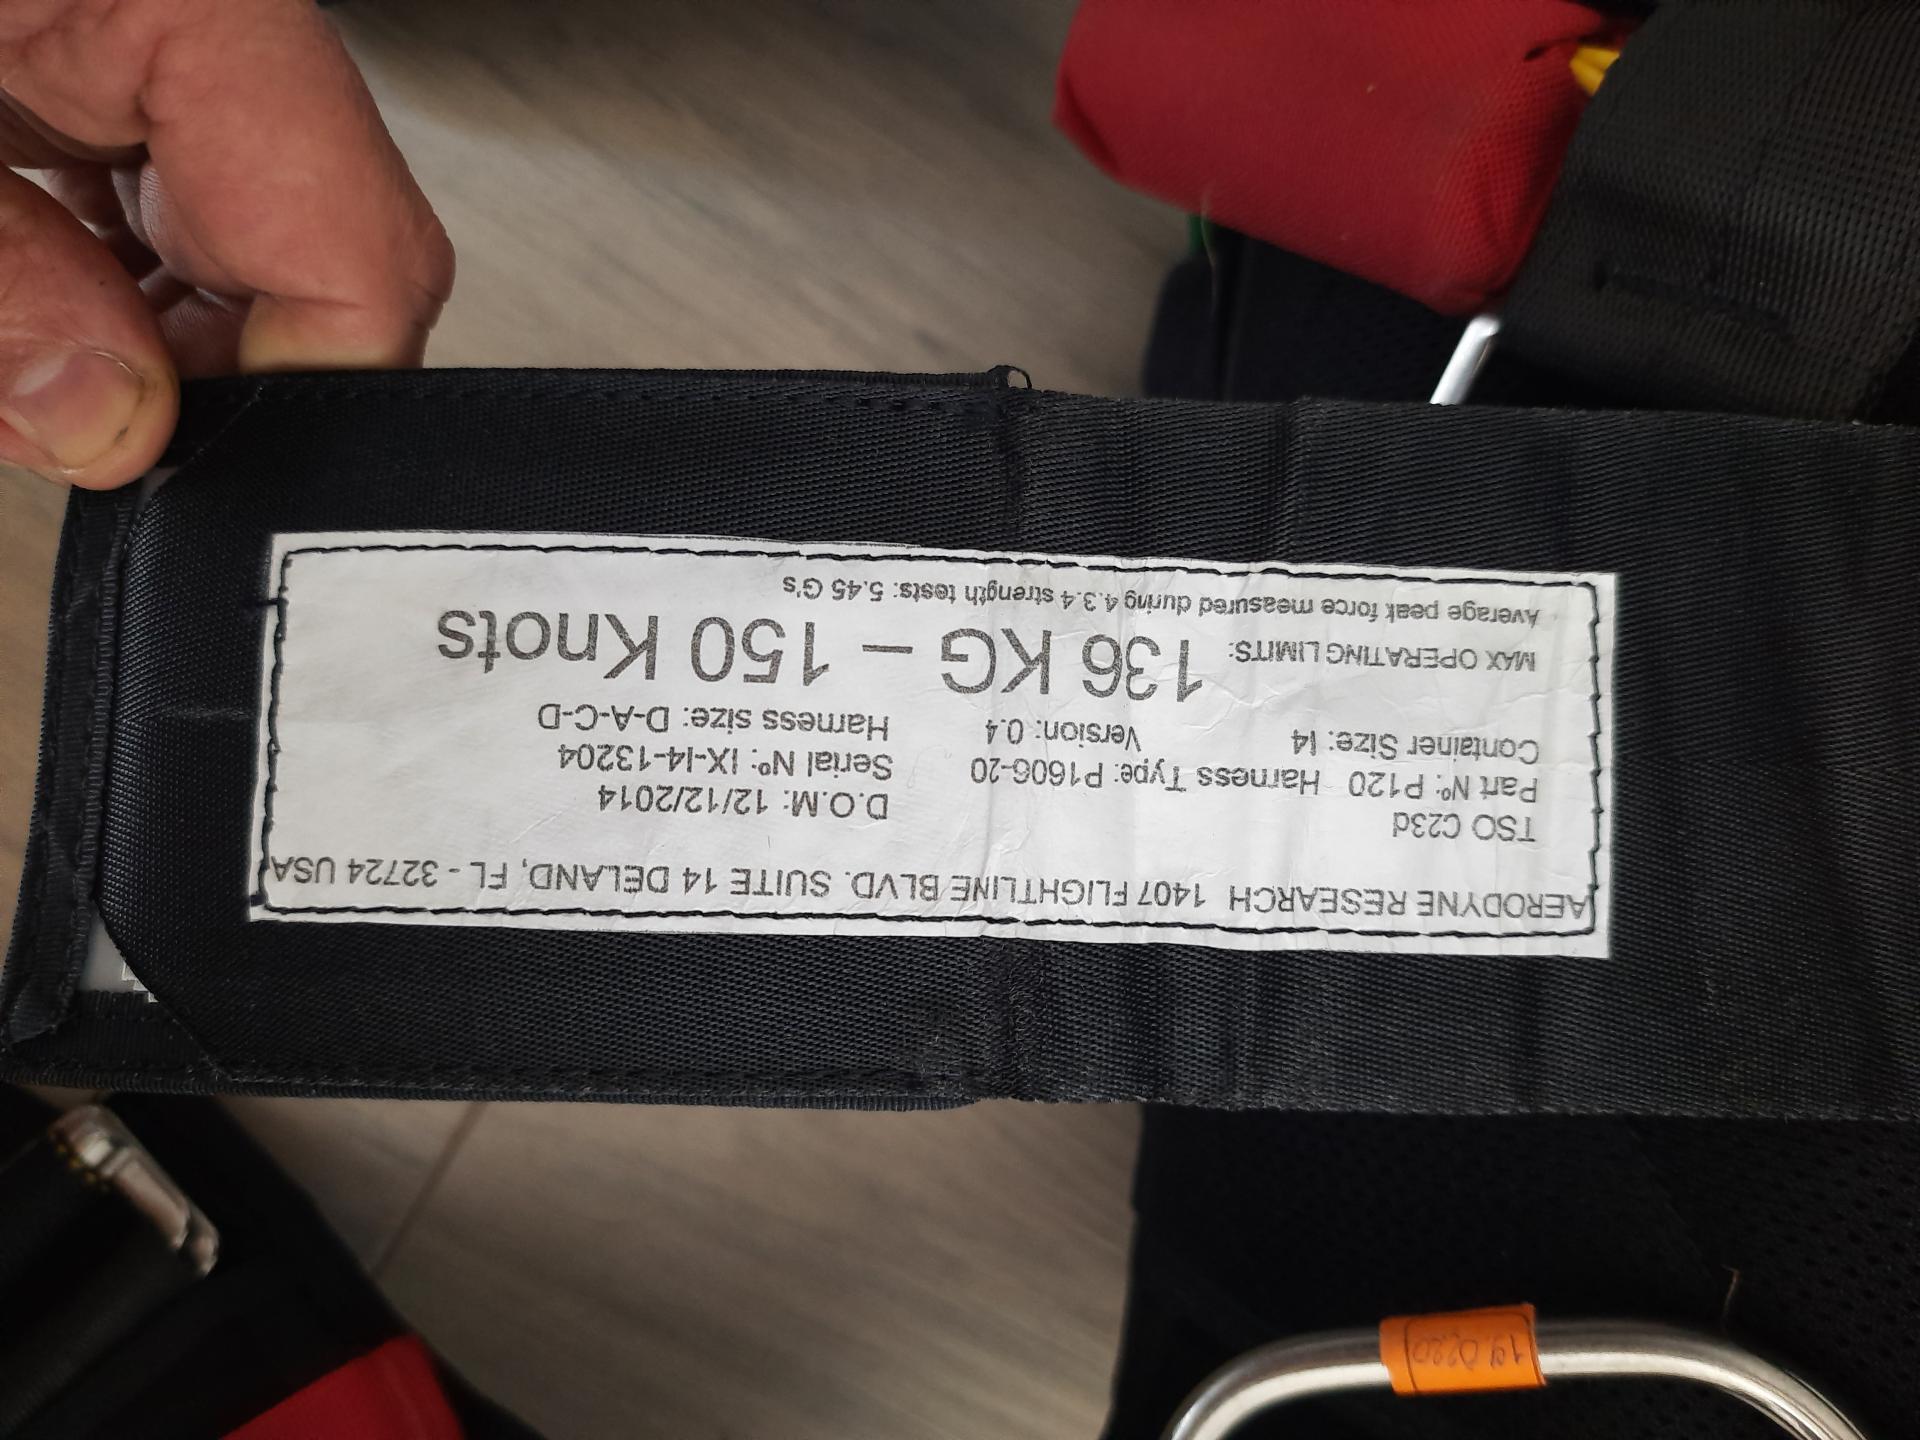 AERODYNE RESEARCH 1407 FLIGHTLINE BLVD. SUITE 14 DELAND, FL - 32724 USA
TSO C23d D.O.M: 12/12/2014
Part Nº: P120 Harness Type: P1606-20 Serial Nº: IX-I4-13204
Container Size: I4 Version: 0.4 Harness size: D-A-C-D
MAX OPERATING LIMITS: 136 KG – 150 Knots
Average peak force measured during 4.3.4 strength tests: 5.45 G's